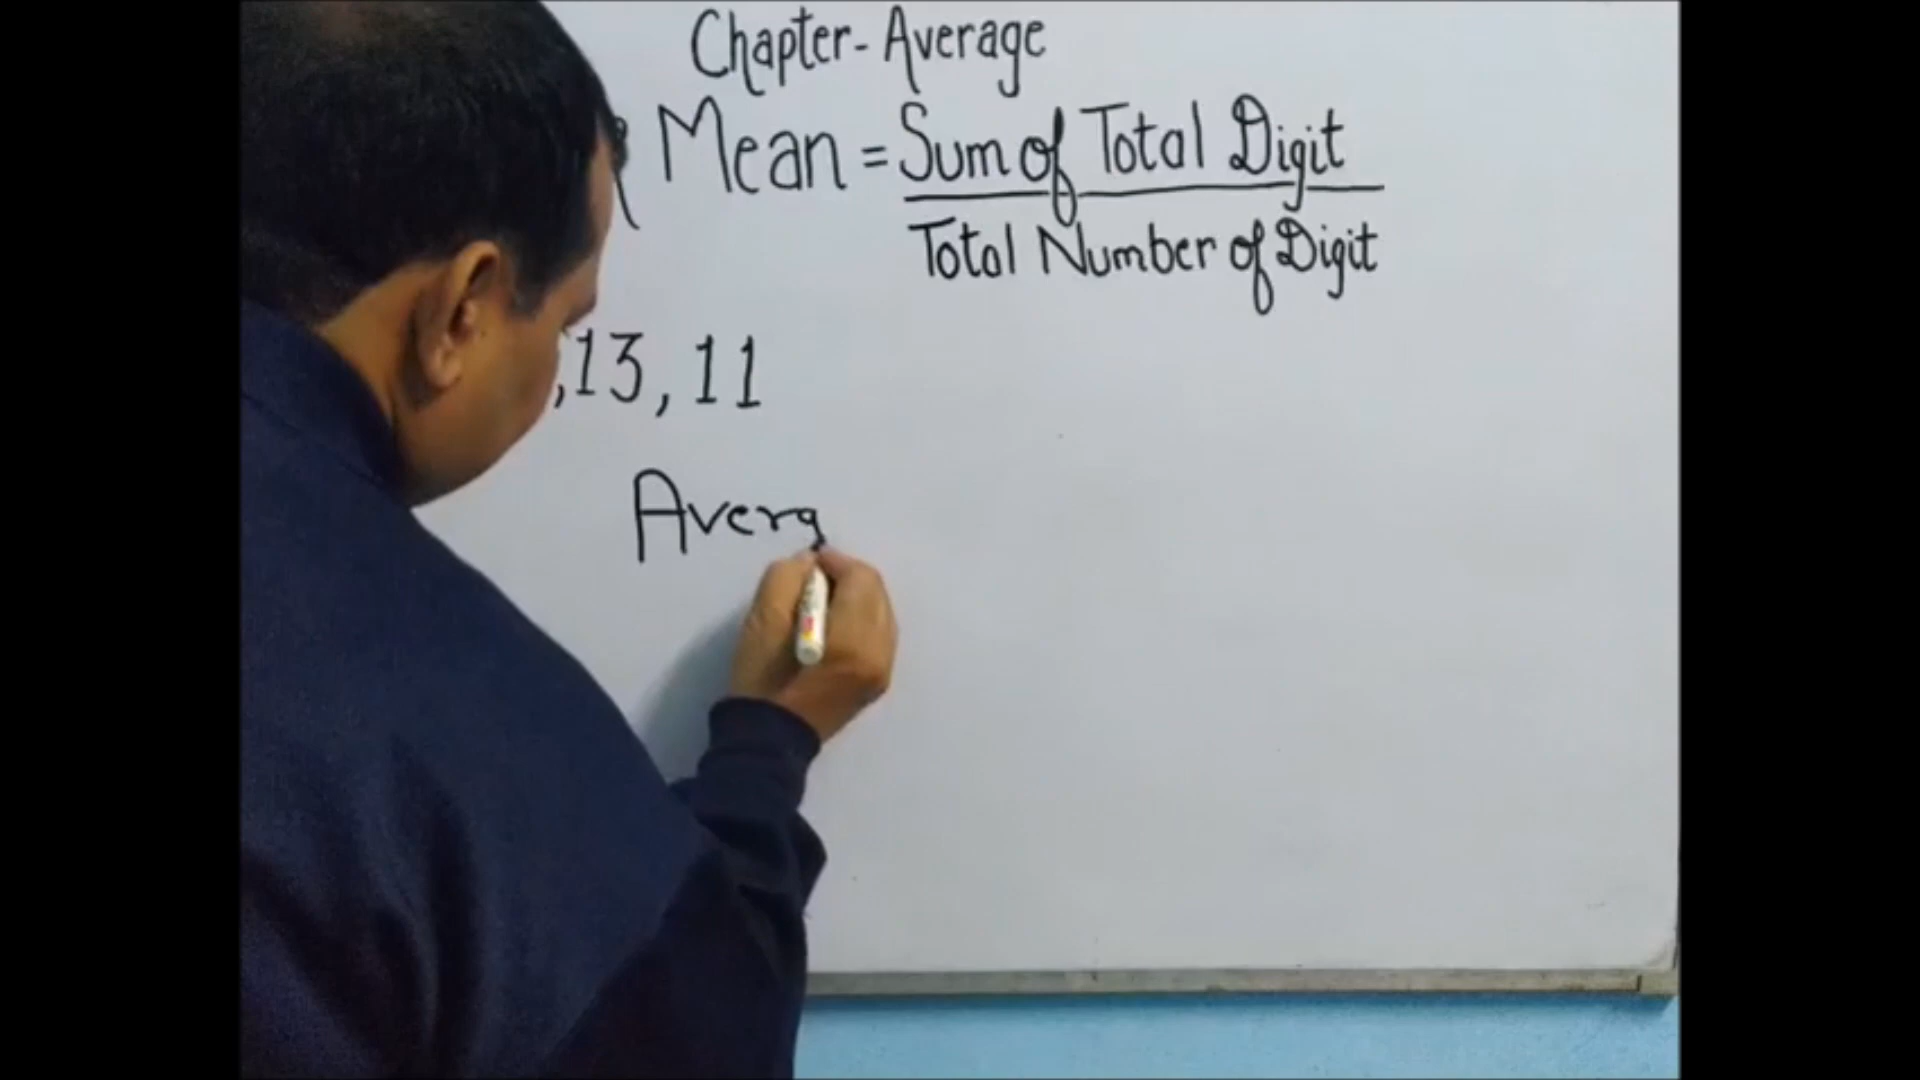 Chapter- Average
Mean = Sum of Total Digit
Total Number of Digit
,13, 11
Averg